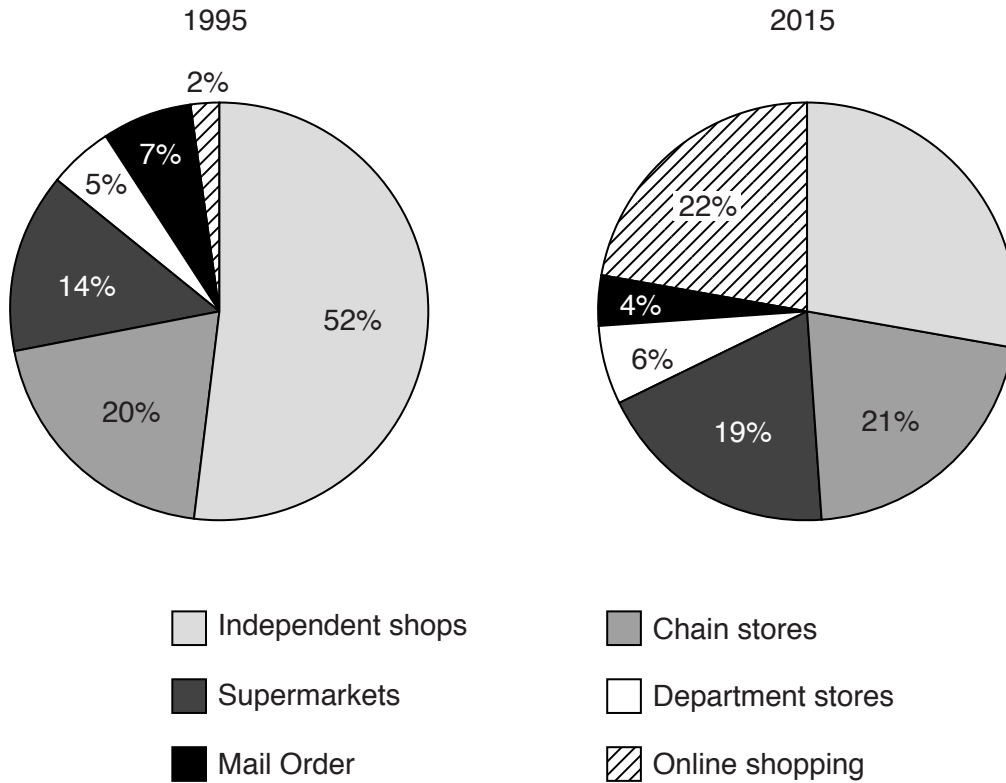 1995
2015
2%
7%
5%
14%
52%
20%
22%
4%
6%
19%
21%
Independent shops
Chain stores
Supermarkets
Department stores
Mail Order
Online shopping